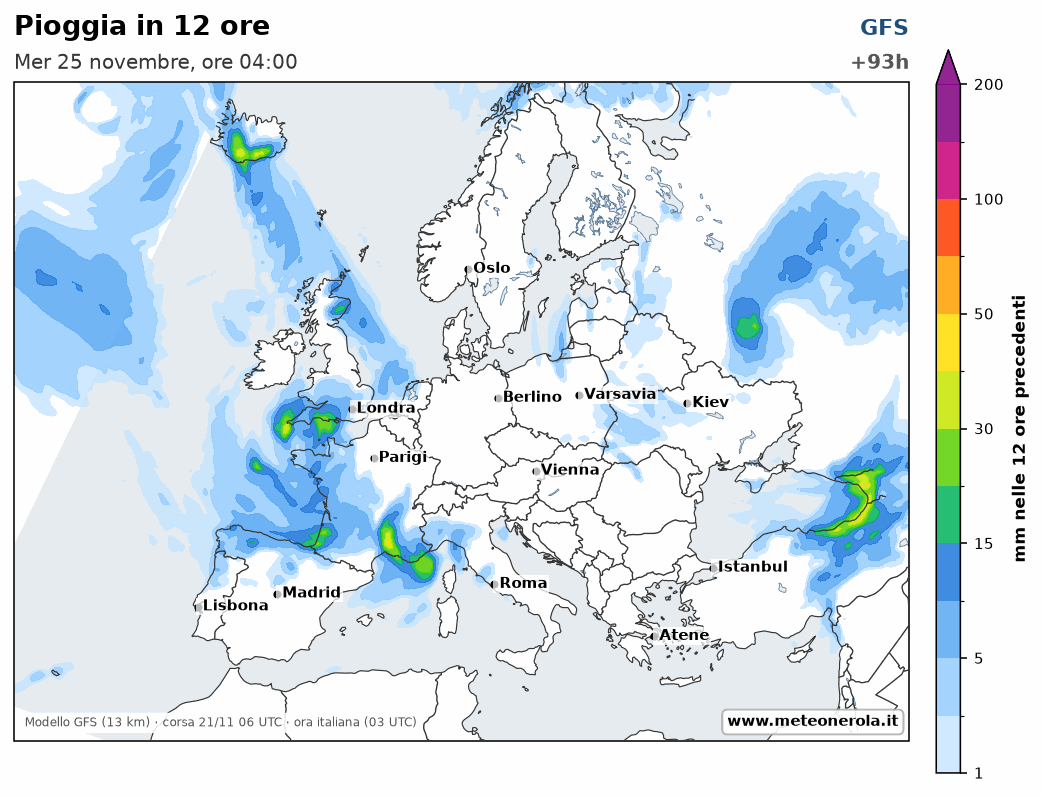 Pioggia in 12 ore
GFS
Mer 25 novembre, ore 04:00
+93h
200
100
50
30
15
5
1
mm nelle 12 ore precedenti
Oslo
Berlino
Varsavia
Kiev
Londra
Parigi
Vienna
Istanbul
Roma
Madrid
Lisbona
Atene
Modello GFS (13 km) · corsa 21/11 06 UTC · ora italiana (03 UTC)
www.meteonerola.it